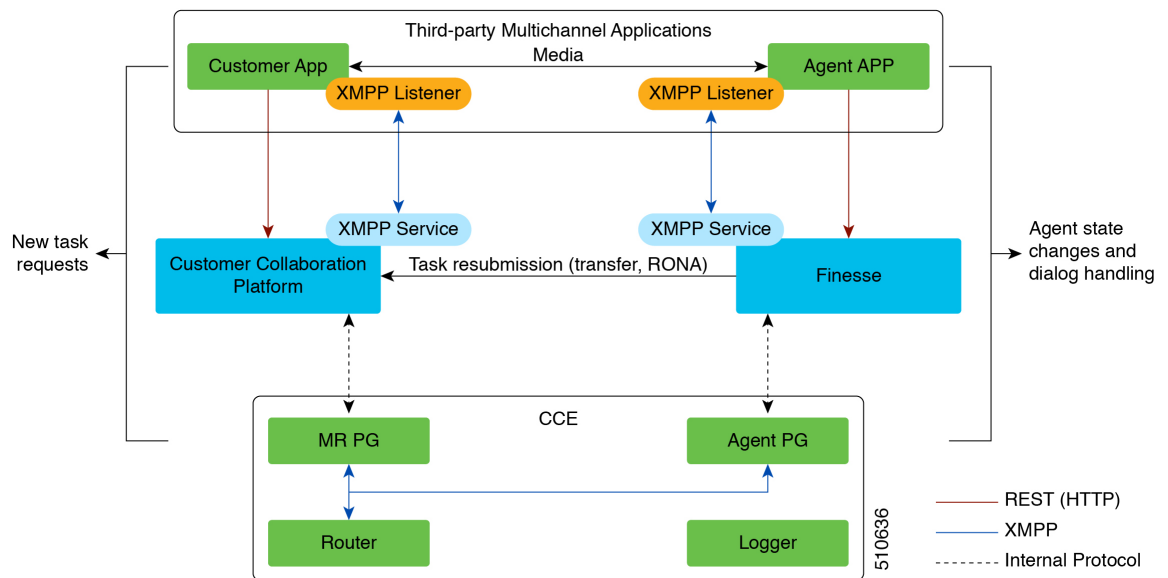 Third-party Multichannel Applications
Media
Customer App
Agent APP
XMPP Listener
XMPP Listener
XMPP Service
XMPP Service
New task
requests
Customer Collaboration
Platform
Task resubmission (transfer, RONA)
Finesse
Agent state
changes and
dialog handling
CCE
MR PG
Agent PG
Router
Logger
510636
REST (HTTP)
XMPP
Internal Protocol